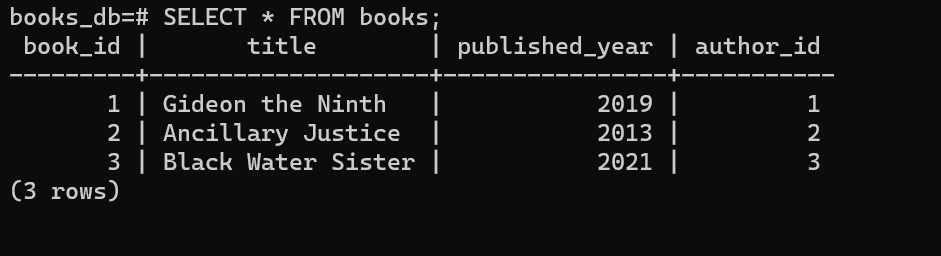 books_db=# SELECT * FROM books;
 book_id |       title        | published_year | author_id
---------+--------------------+----------------+-----------
       1 | Gideon the Ninth   |           2019 |         1
       2 | Ancillary Justice  |           2013 |         2
       3 | Black Water Sister |           2021 |         3
(3 rows)